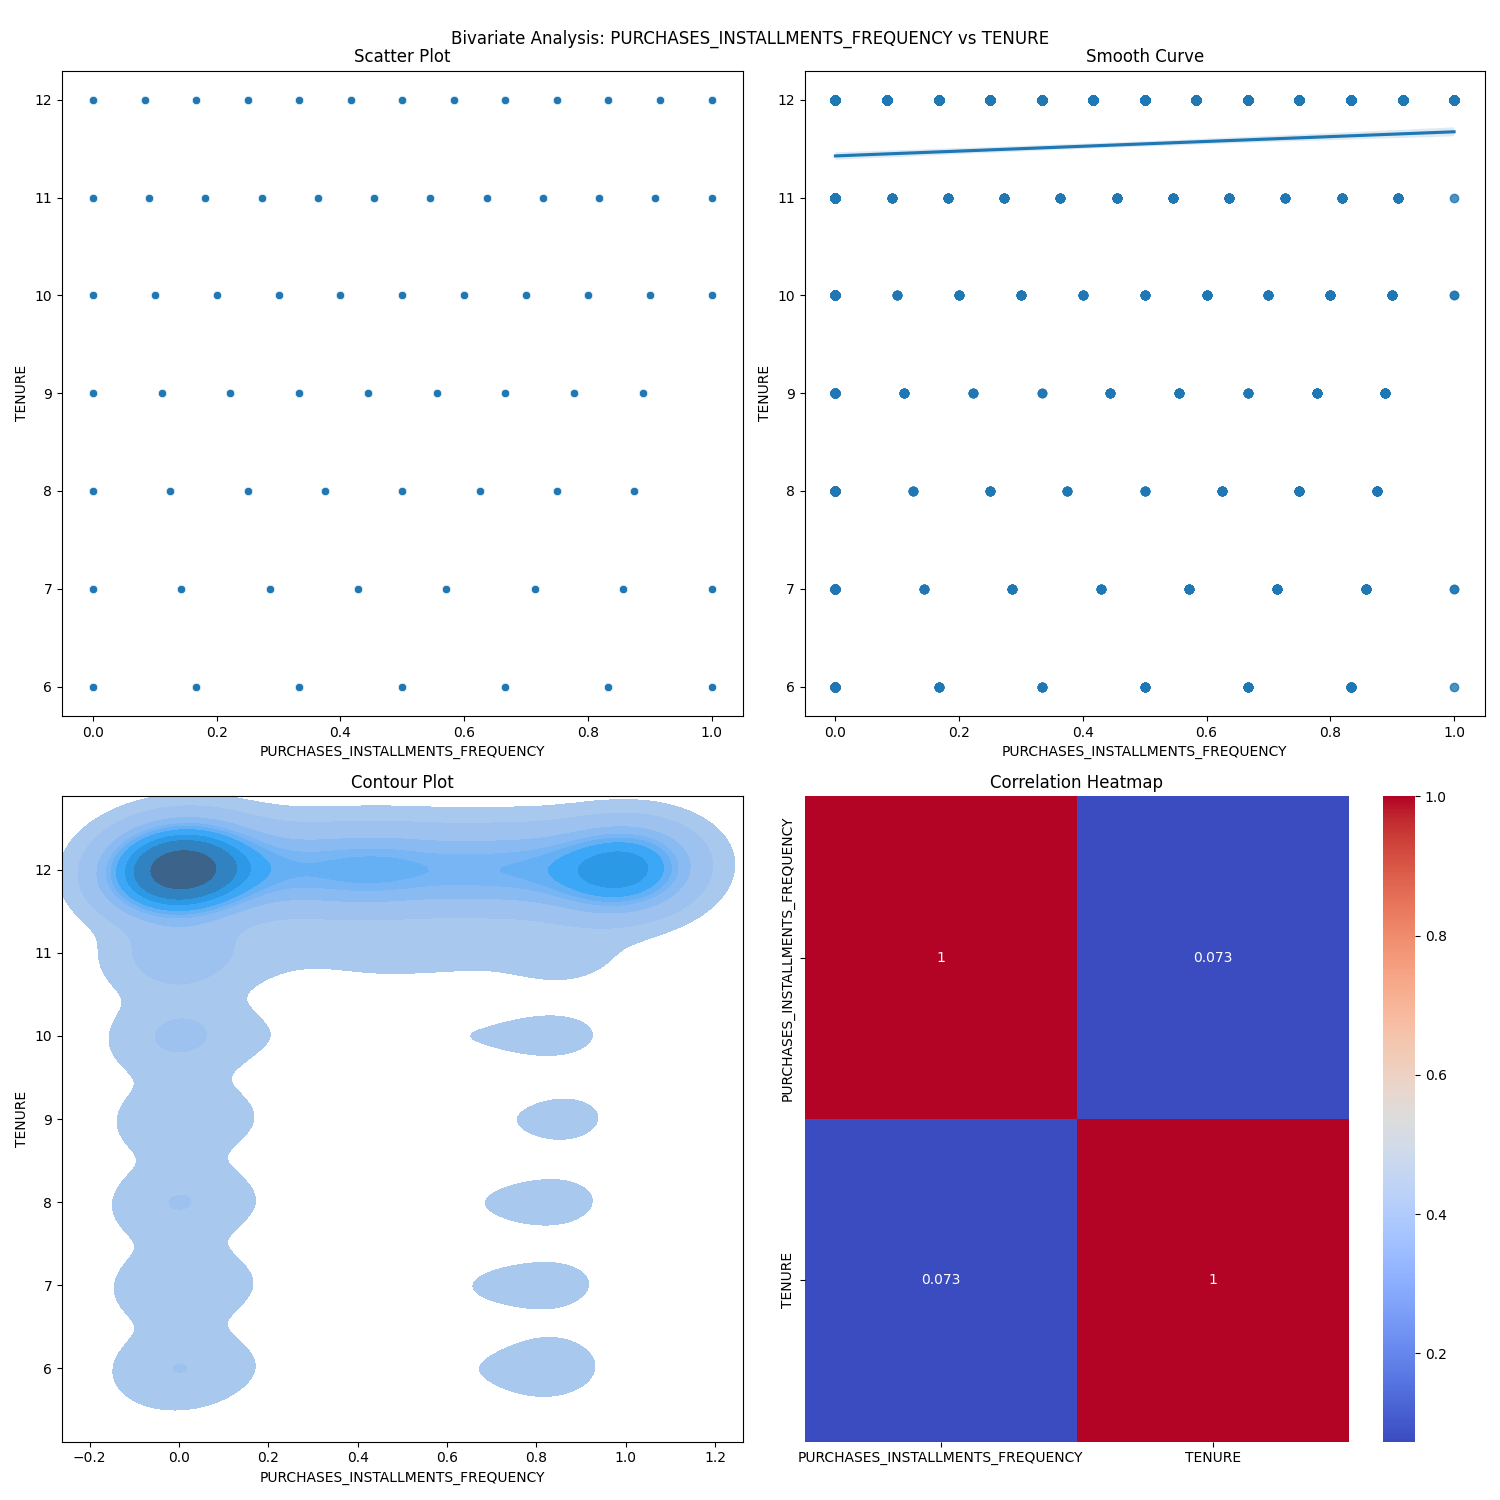 Bivariate Analysis: PURCHASES_INSTALLMENTS_FREQUENCY vs TENURE
Scatter Plot
12
11
10
9
8
7
6
TENURE
0.0 0.2 0.4 0.6 0.8 1.0
PURCHASES_INSTALLMENTS_FREQUENCY
Smooth Curve
12
11
10
9
8
7
6
TENURE
0.0 0.2 0.4 0.6 0.8 1.0
PURCHASES_INSTALLMENTS_FREQUENCY
Contour Plot
12
11
10
9
8
7
6
TENURE
−0.2 0.0 0.2 0.4 0.6 0.8 1.0 1.2
PURCHASES_INSTALLMENTS_FREQUENCY
Correlation Heatmap
PURCHASES_INSTALLMENTS_FREQUENCY
TENURE
1 0.073
0.073 1
PURCHASES_INSTALLMENTS_FREQUENCY TENURE
1.0
0.8
0.6
0.4
0.2